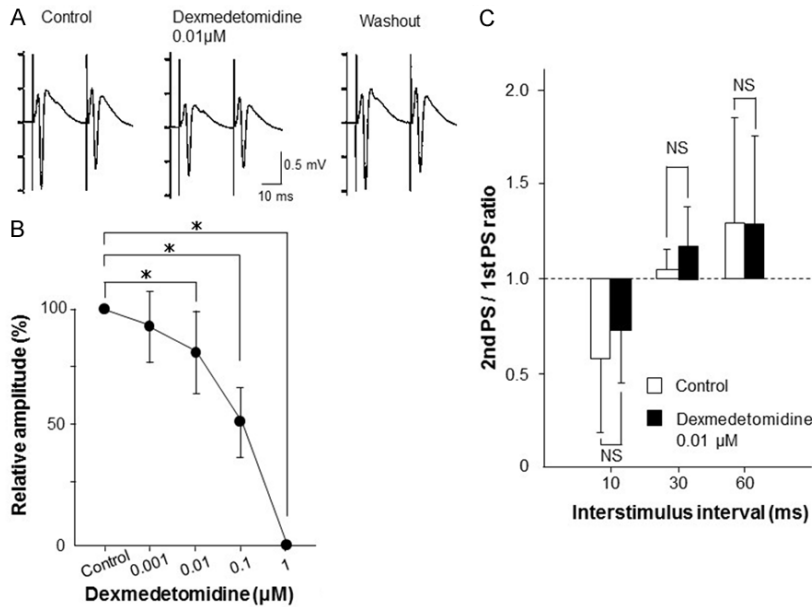 A
Control
Dexmedetomidine
0.01µM
Washout
0.5 mV
10 ms
B
*
*
*
Relative amplitude (%)
100
50
0
Control
0.001
0.01
0.1
1
Dexmedetomidine (µM)
C
2nd PS / 1st PS ratio
2.0
1.5
1.0
0.5
0
NS
NS
NS
Control
Dexmedetomidine
0.01 µM
10
30
60
Interstimulus interval (ms)